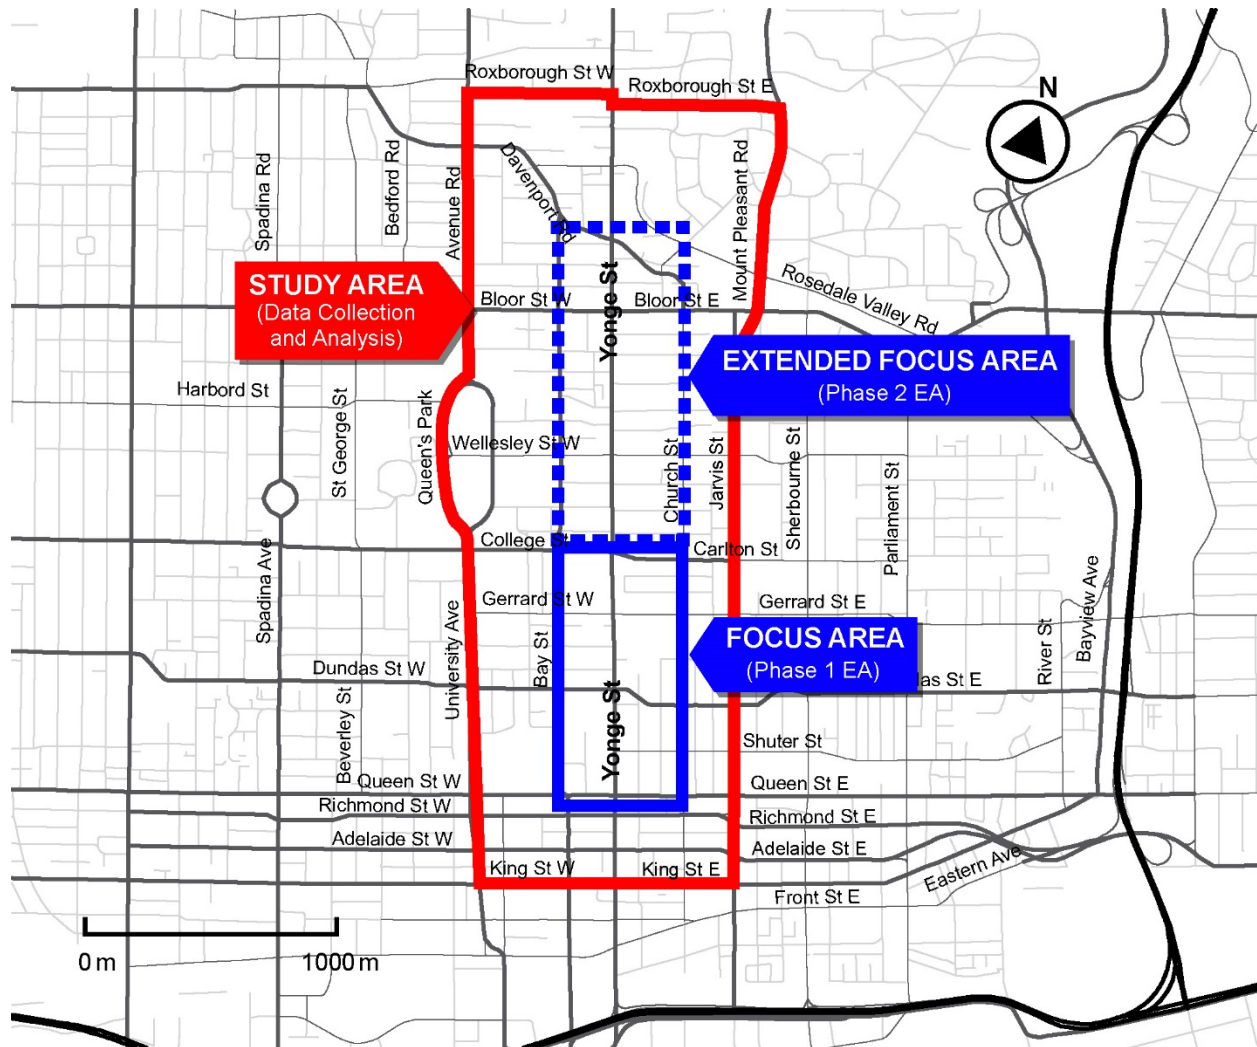 Roxborough St W
Roxborough St E
N
Spadina Rd
Bedford Rd
Avenue Rd
Davenport Rd
Mount Pleasant Rd
STUDY AREA
(Data Collection
and Analysis)
Bloor St W
Bloor St E
Yonge St
Rosedale Valley Rd
EXTENDED FOCUS AREA
(Phase 2 EA)
Harbord St
St George St
Queen's Park
Wellesley St W
Church St
Jarvis St
Sherbourne St
Parliament St
College St
Carlton St
Spadina Ave
Gerrard St W
Gerrard St E
University Ave
Bay St
FOCUS AREA
(Phase 1 EA)
River St
Bayview Ave
Dundas St W
as St E
Beverley St
Yonge St
Shuter St
Queen St W
Queen St E
Richmond St W
Richmond St E
Adelaide St W
Adelaide St E
King St W
King St E
Eastern Ave
Front St E
0 m
1000 m